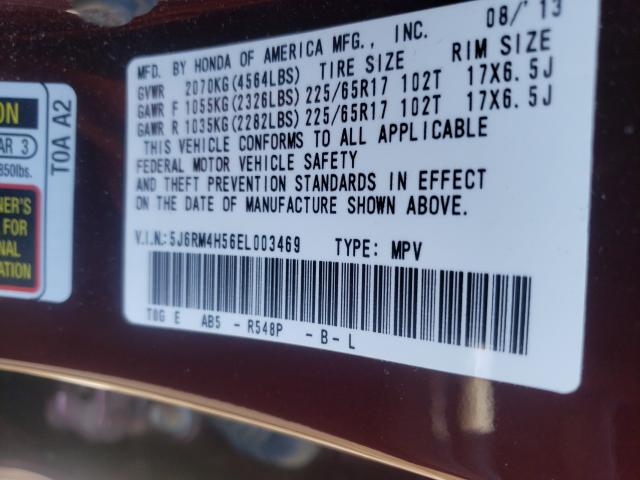 ON
AR 3
850lbs.
NER'S
FOR
NAL
ATION
T0A A2
MFD. BY HONDA OF AMERICA MFG., INC. 08/'13
GVWR 2070KG(4564LBS) TIRE SIZE RIM SIZE
GAWR F 1055KG(2326LBS) 225/65R17 102T 17X6.5J
GAWR R 1035KG(2282LBS) 225/65R17 102T 17X6.5J
THIS VEHICLE CONFORMS TO ALL APPLICABLE
FEDERAL MOTOR VEHICLE SAFETY
AND THEFT PREVENTION STANDARDS IN EFFECT
ON THE DATE OF MANUFACTURE SHOWN ABOVE.
V.I.N.: 5J6RM4H56EL003469 TYPE: MPV
T0G E AB5 - R548P - B - L